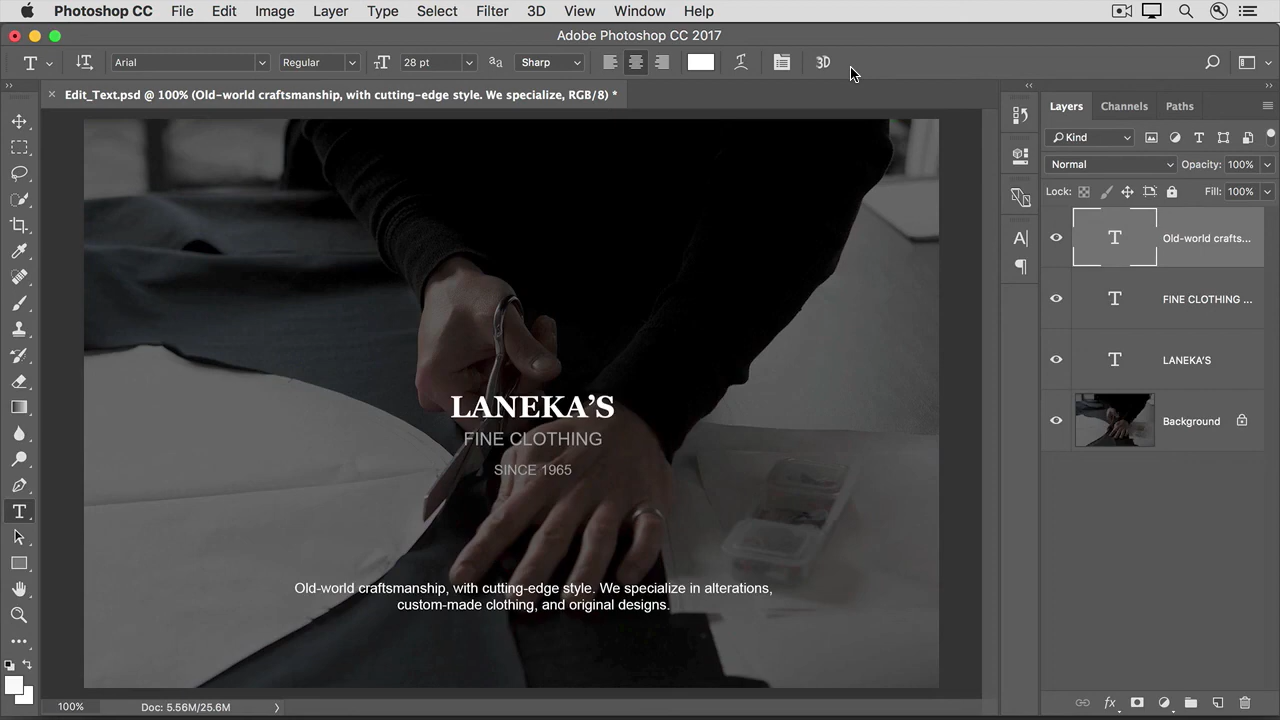 Photoshop CC File Edit Image Layer Type Select Filter 3D View Window Help
Adobe Photoshop CC 2017
T Arial Regular T 28 pt aa Sharp 3D
× Edit_Text.psd @ 100% (Old-world craftsmanship, with cutting-edge style. We specialize, RGB/8) *
Layers Channels Paths
Kind T
Normal Opacity: 100%
Lock: Fill: 100%
T Old-world crafts...
A
T FINE CLOTHING ...
T LANEKA'S
Background
LANEKA’S
FINE CLOTHING
SINCE 1965
T
Old-world craftsmanship, with cutting-edge style. We specialize in alterations,
custom-made clothing, and original designs.
100% Doc: 5.56M/25.6M
fx